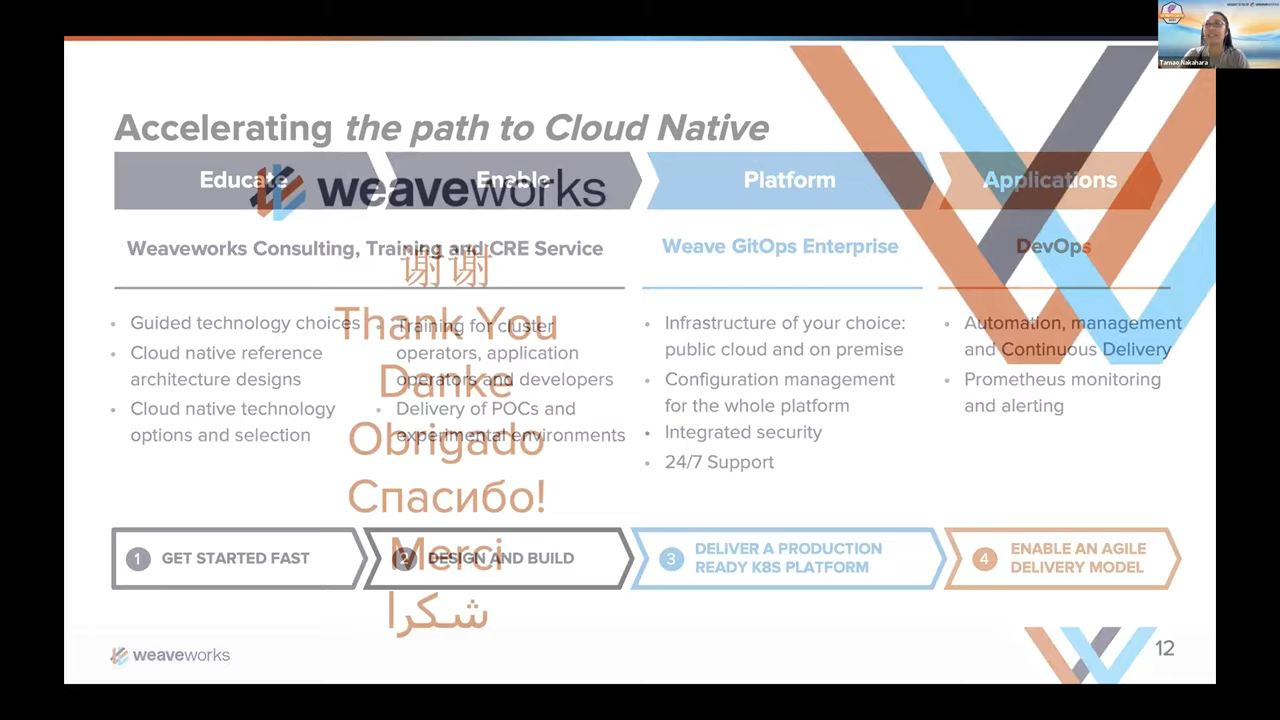 Accelerating the path to Cloud Native
Educate
Enable
Platform
Applications
weaveworks
Weaveworks Consulting, Training and CRE Service
Weave GitOps Enterprise
DevOps
• Guided technology choices
• Cloud native reference
architecture designs
• Cloud native technology
options and selection
• Training for cluster
operators, application
operators and developers
• Delivery of POCs and
experimental environments
• Infrastructure of your choice:
public cloud and on premise
• Configuration management
for the whole platform
• Integrated security
• 24/7 Support
• Automation, management
and Continuous Delivery
• Prometheus monitoring
and alerting
谢谢
Thank You
Danke
Obrigado
Спасибо!
Merci
شكرا
1 GET STARTED FAST
2 DESIGN AND BUILD
3 DELIVER A PRODUCTION
READY K8S PLATFORM
4 ENABLE AN AGILE
DELIVERY MODEL
weaveworks
12
Tamao Nakahara